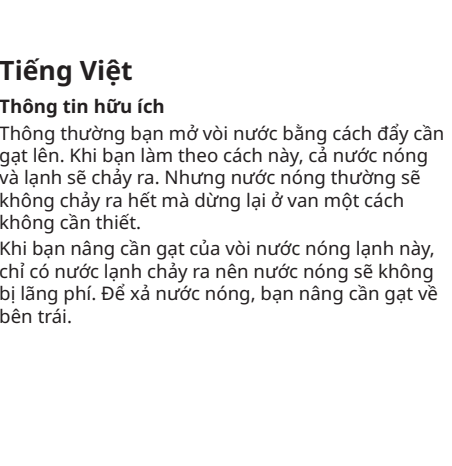 Tiếng Việt
Thông tin hữu ích
Thông thường bạn mở vòi nước bằng cách đẩy cần
gạt lên. Khi bạn làm theo cách này, cả nước nóng
và lạnh sẽ chảy ra. Nhưng nước nóng thường sẽ
không chảy ra hết mà dừng lại ở van một cách
không cần thiết.
Khi bạn nâng cần gạt của vòi nước nóng lạnh này,
chỉ có nước lạnh chảy ra nên nước nóng sẽ không
bị lãng phí. Để xả nước nóng, bạn nâng cần gạt về
bên trái.